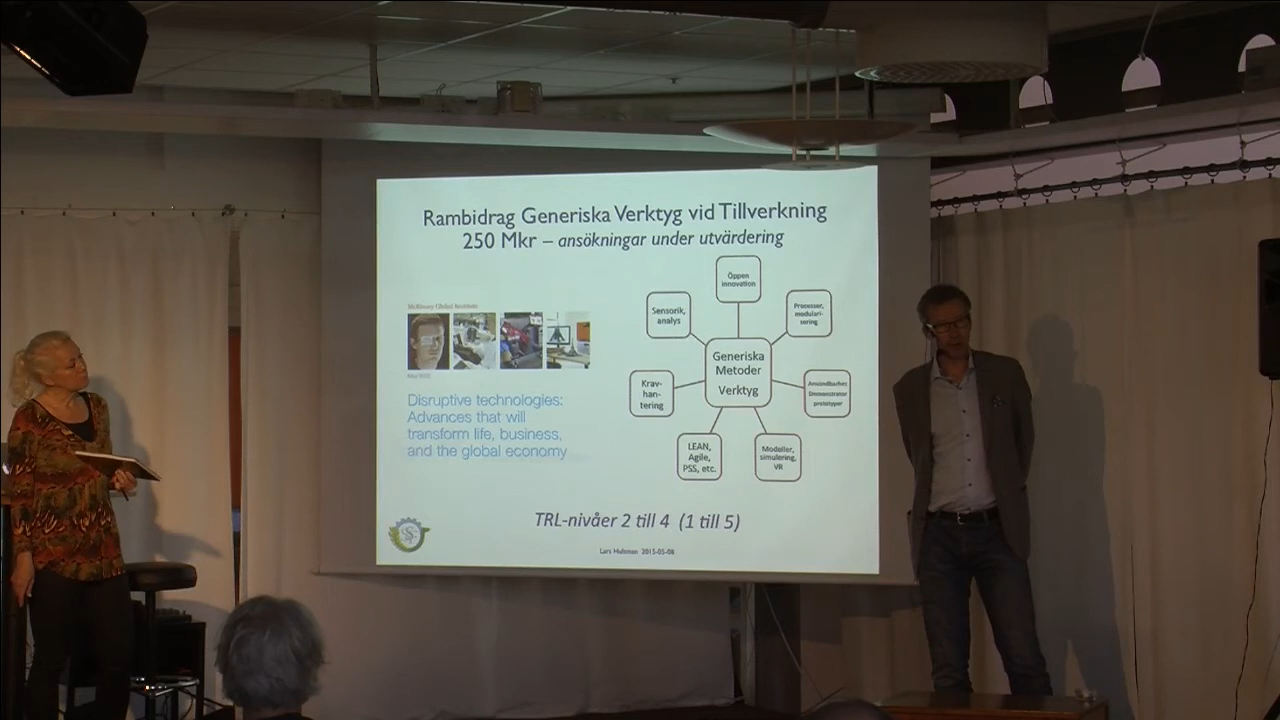 Rambidrag Generiska Verktyg vid Tillverkning
250 Mkr – ansökningar under utvärdering
McKinsey Global Institute
Disruptive technologies:
Advances that will
transform life, business,
and the global economy
Öppen
innovation
Sensorik,
analys
Processer,
modulari-
sering
Generiska
Metoder
Verktyg
Krav-
han-
tering
Användbarhet
Demonstrator
prototyper
LEAN,
Agile,
PSS, etc.
Modeller,
simulering,
VR
TRL-nivåer 2 till 4 (1 till 5)
Lars Hultman 2015-05-08